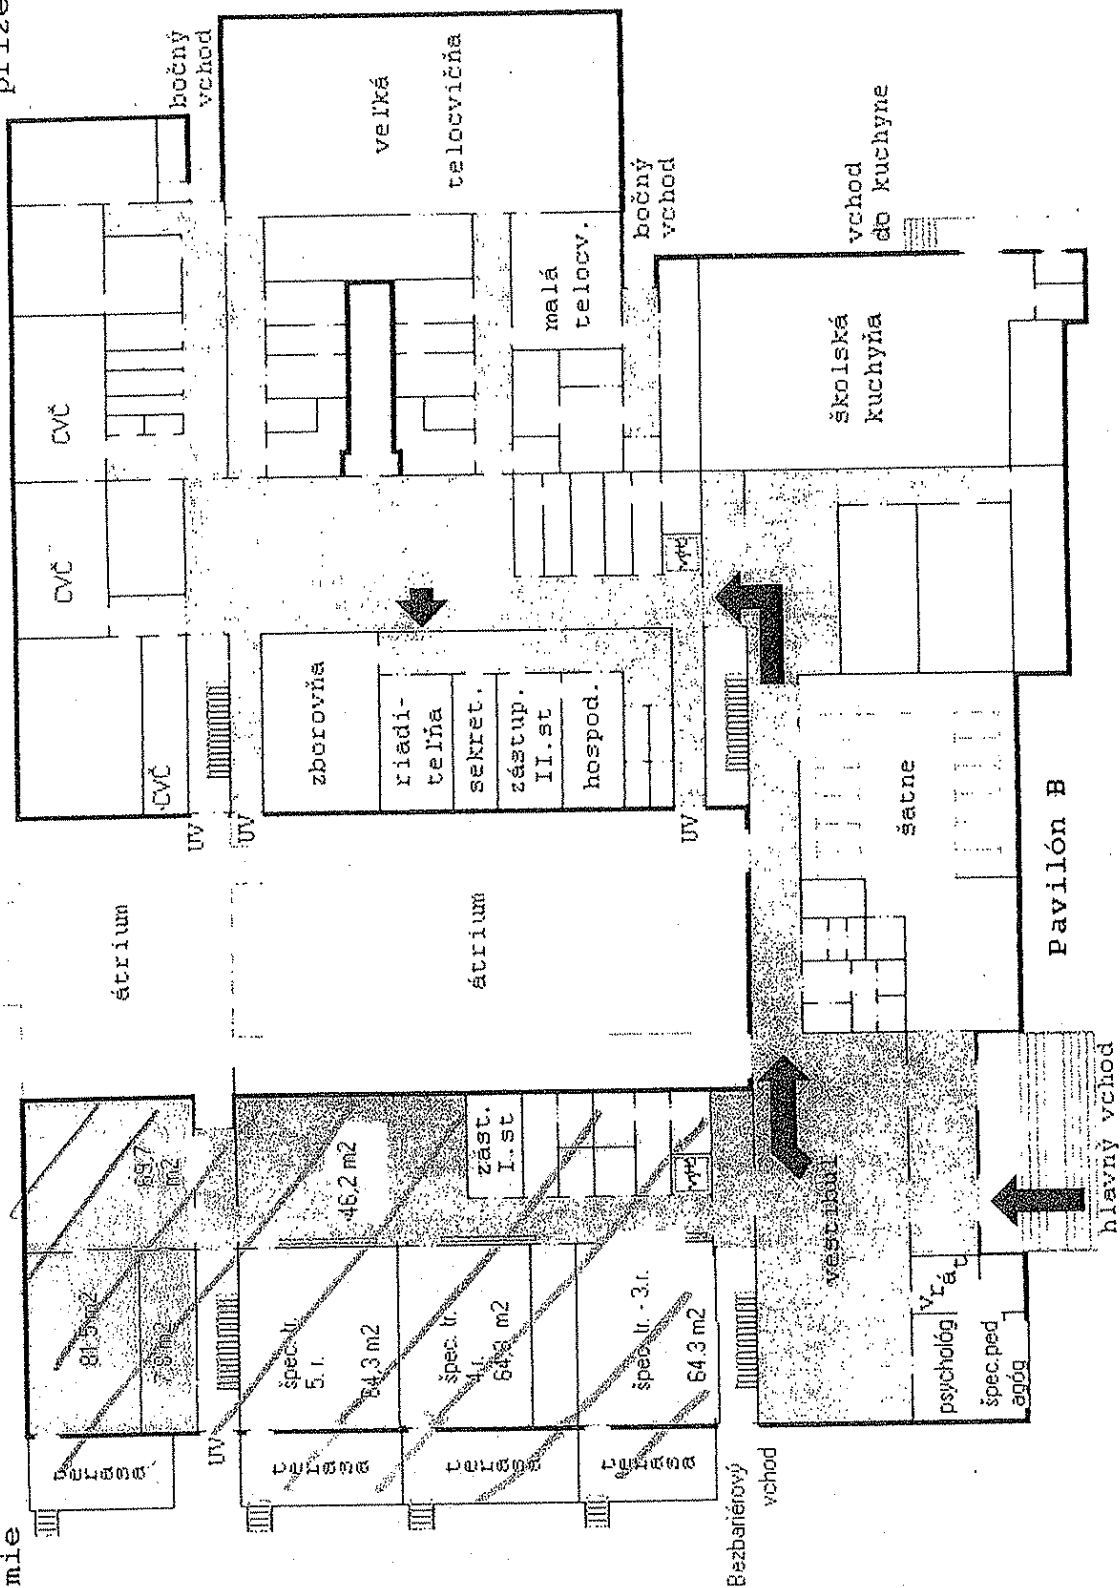 príze
mie
bočný
vchod
veľká
telocvičňa
bočný
vchod
vchod
do kuchyne
malá
telocv.
školská
kuchyňa
CVČ
CVČ
CVČ
zborovňa
riadi-
teľňa
sekret.
zástup.
II.st
hospod.
šatne
UV
UV
UV
átrium
átrium
Pavilón B
69,7
m2
46,2 m2
zást.
I.st
vestibul
hlavný vchod
81,5 m2
špec. tr.
5. r.
64,3 m2
špec. tr.
4.r.
64,3 m2
špec. tr. - 3.r.
64,3 m2
vrát.
psychológ
špec.ped
agóg
UV
terasa
terasa
terasa
terasa
Bezbariérový
vchod